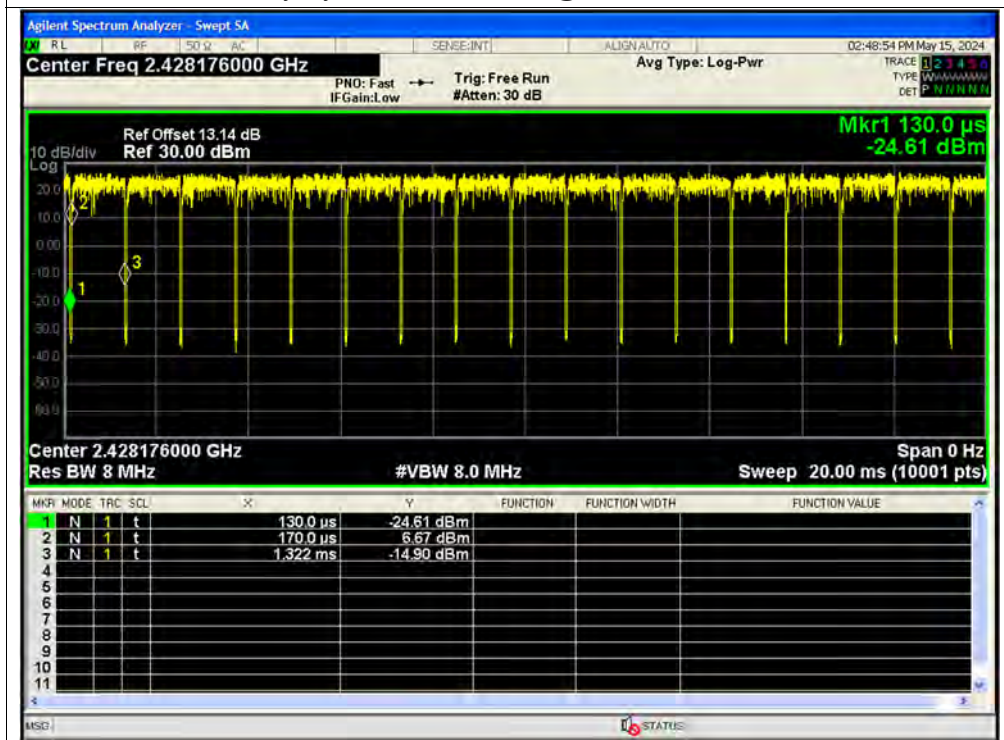 Agilent Spectrum Analyzer - Swept SA
RL RF 50 Ω AC SENSE:INT ALIGN AUTO 02:48:54 PM May 15, 2024
Center Freq 2.428176000 GHz
PNO: Fast
IFGain:Low
Trig: Free Run
#Atten: 30 dB
Avg Type: Log-Pwr
TRACE 1 2 3 4 5 6
TYPE W
DET P N N N N N
Ref Offset 13.14 dB
10 dB/div Ref 30.00 dBm
Log
Mkr1 130.0 µs
-24.61 dBm
20.0
10.0
0.00
-10.0
-20.0
-30.0
-40.0
-50.0
-60.0
2
3
1
Center 2.428176000 GHz Span 0 Hz
Res BW 8 MHz #VBW 8.0 MHz Sweep 20.00 ms (10001 pts)
MKR MODE TRC SCL X Y FUNCTION FUNCTION WIDTH FUNCTION VALUE
1 N 1 t 130.0 µs -24.61 dBm
2 N 1 t 170.0 µs 6.67 dBm
3 N 1 t 1.322 ms -14.90 dBm
4
5
6
7
8
9
10
11
MSG STATUS